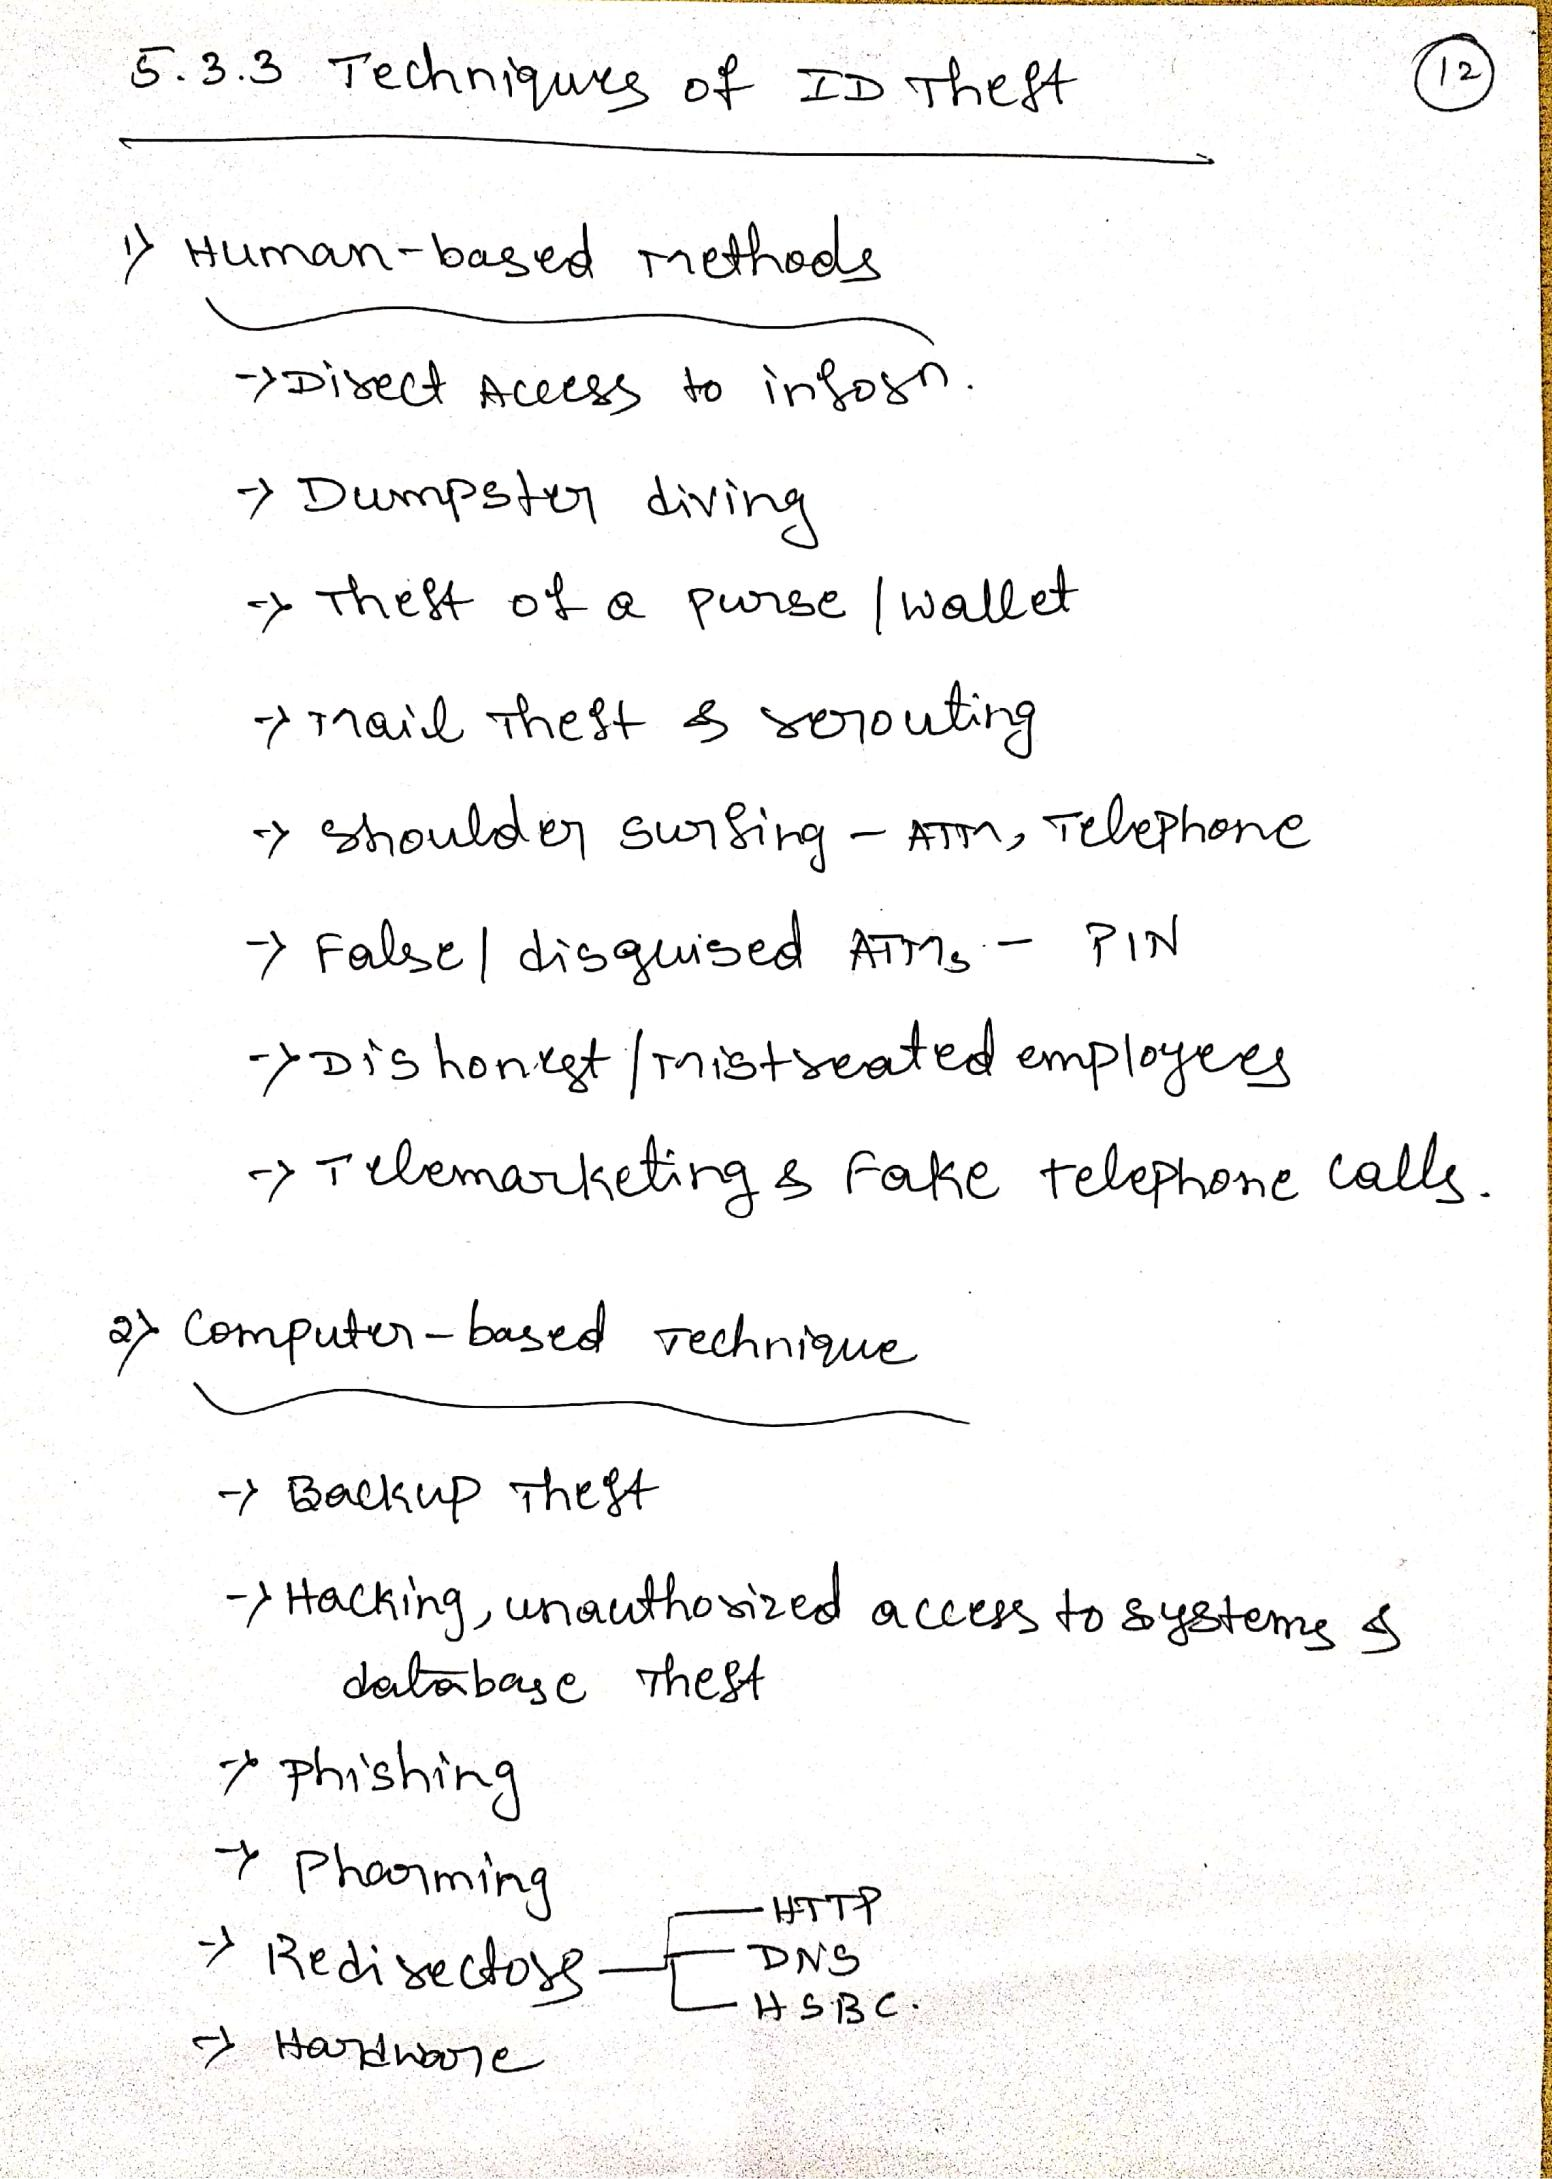 5.3.3 Techniques of ID Theft
12
1) Human-based methods
→ Direct Access to inforn.
→ Dumpster diving
→ Theft of a purse / wallet
→ Mail Theft & rerouting
→ Shoulder surfing - ATM, Telephone
→ False / disguised ATMs - PIN
→ Dishonest / mistreated employees
→ Telemarketing & Fake telephone calls.
2) Computer-based Technique
→ Backup Theft
→ Hacking, unauthorized access to systems &
database Theft
→ Phishing
→ Pharming
→ Redirectors
HTTP
DNS
HSBC.
→ Hardware